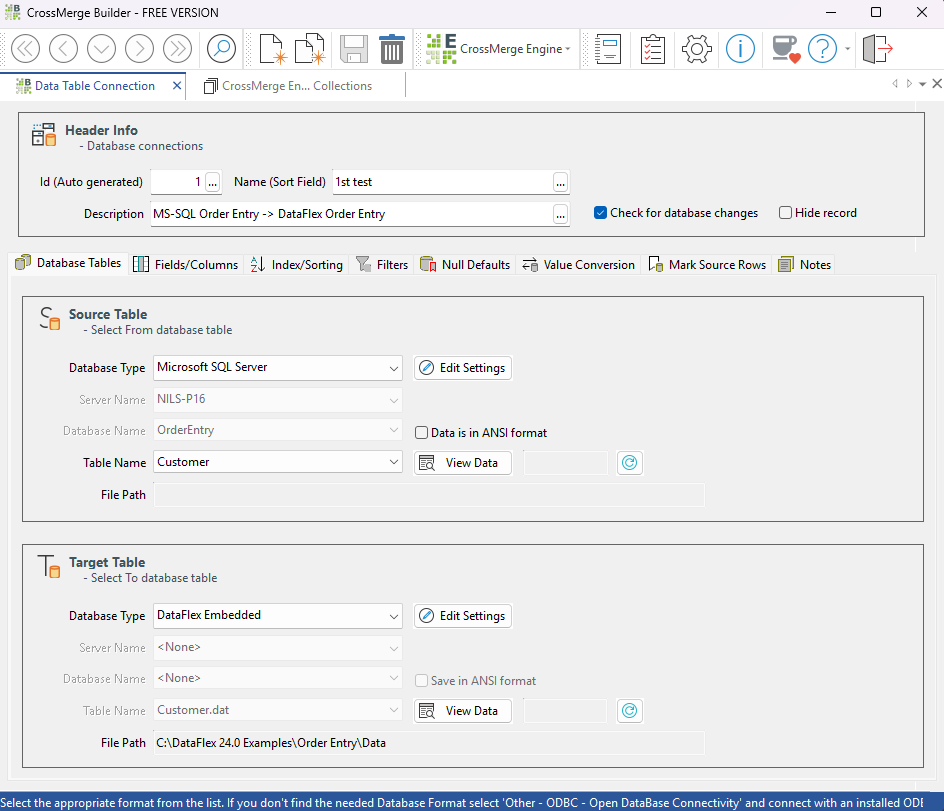 CrossMerge Builder - FREE VERSION
CrossMerge Engine
Data Table Connection
CrossMerge En... Collections
Header Info
- Database connections
Id (Auto generated) 1 ... Name (Sort Field) 1st test ...
Description MS-SQL Order Entry -> DataFlex Order Entry ... Check for database changes Hide record
Database Tables Fields/Columns Index/Sorting Filters Null Defaults Value Conversion Mark Source Rows Notes
Source Table
- Select From database table
Database Type Microsoft SQL Server Edit Settings
Server Name NILS-P16
Database Name OrderEntry Data is in ANSI format
Table Name Customer View Data
File Path
Target Table
- Select To database table
Database Type DataFlex Embedded Edit Settings
Server Name <None>
Database Name <None> Save in ANSI format
Table Name Customer.dat View Data
File Path C:\DataFlex 24.0 Examples\Order Entry\Data
Select the appropriate format from the list. If you don't find the needed Database Format select 'Other - ODBC - Open DataBase Connectivity' and connect with an installed